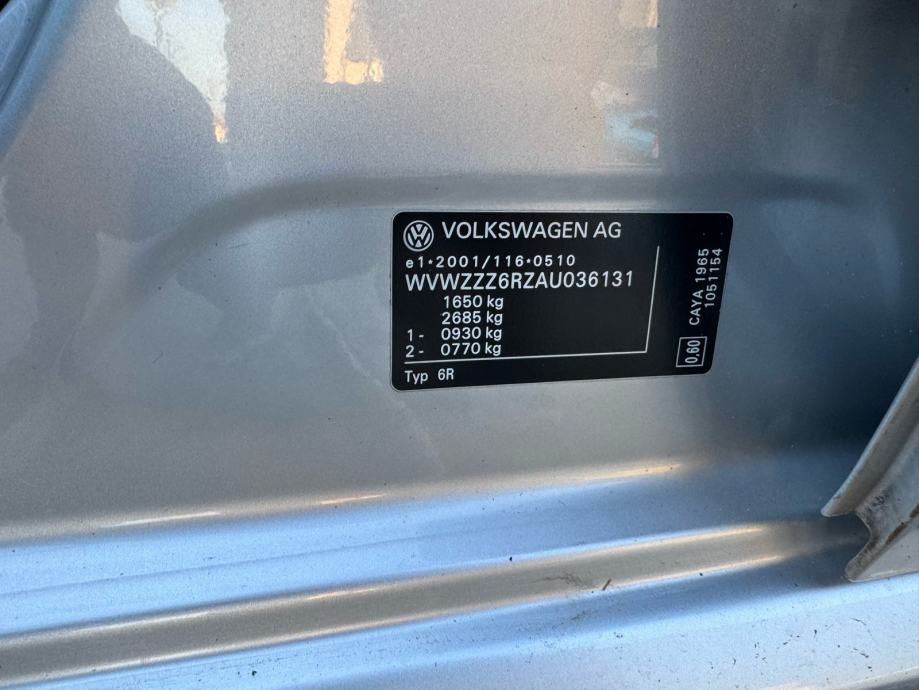 VOLKSWAGEN AG
e1·2001/116·0510
WVWZZZ6RZAU036131
1650 kg
2685 kg
1- 0930 kg
2- 0770 kg
Typ 6R
CAYA 1965
1051154
0,60